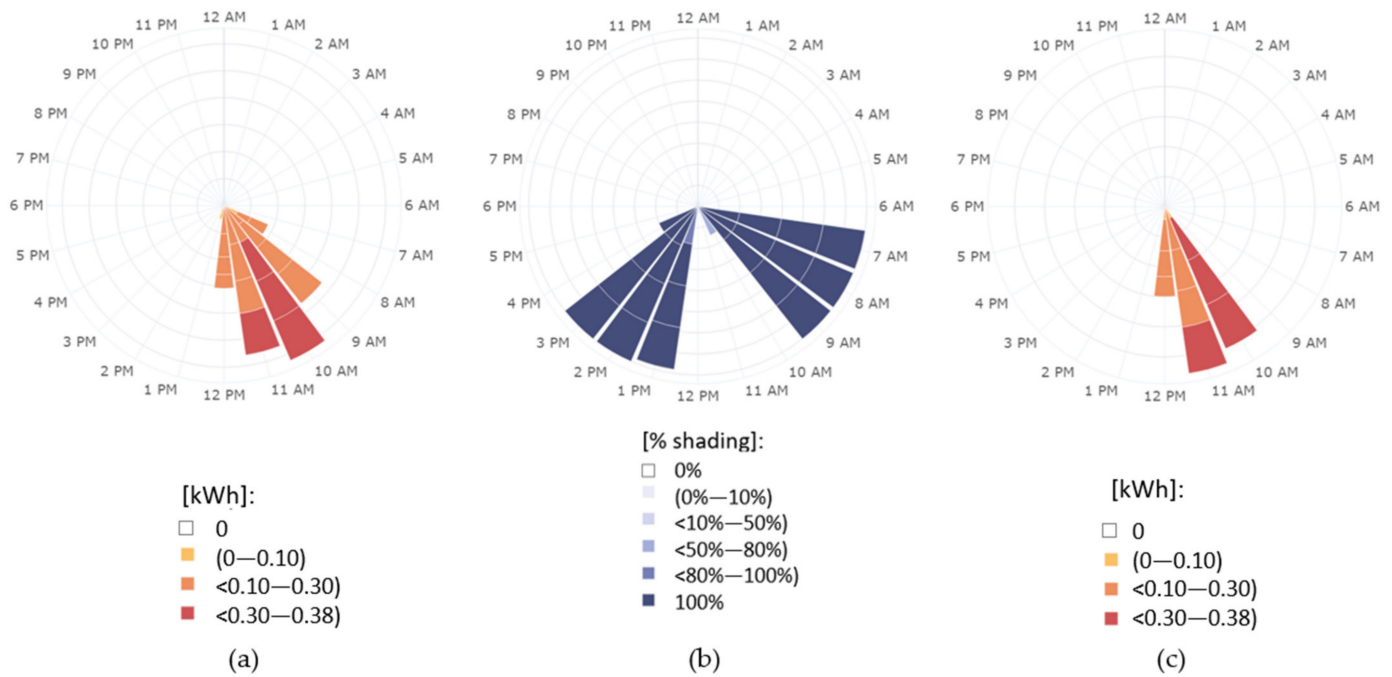 12 AM
1 AM
2 AM
3 AM
4 AM
5 AM
6 AM
7 AM
8 AM
9 AM
10 AM
11 AM
12 PM
1 PM
2 PM
3 PM
4 PM
5 PM
6 PM
7 PM
8 PM
9 PM
10 PM
11 PM
[kWh]:
0
(0—0.10)
<0.10—0.30)
<0.30—0.38)
(a)
12 AM
1 AM
2 AM
3 AM
4 AM
5 AM
6 AM
7 AM
8 AM
9 AM
10 AM
11 AM
12 PM
1 PM
2 PM
3 PM
4 PM
5 PM
6 PM
7 PM
8 PM
9 PM
10 PM
11 PM
[% shading]:
0%
(0%—10%)
<10%—50%)
<50%—80%)
<80%—100%)
100%
(b)
12 AM
1 AM
2 AM
3 AM
4 AM
5 AM
6 AM
7 AM
8 AM
9 AM
10 AM
11 AM
12 PM
1 PM
2 PM
3 PM
4 PM
5 PM
6 PM
7 PM
8 PM
9 PM
10 PM
11 PM
[kWh]:
0
(0—0.10)
<0.10—0.30)
<0.30—0.38)
(c)